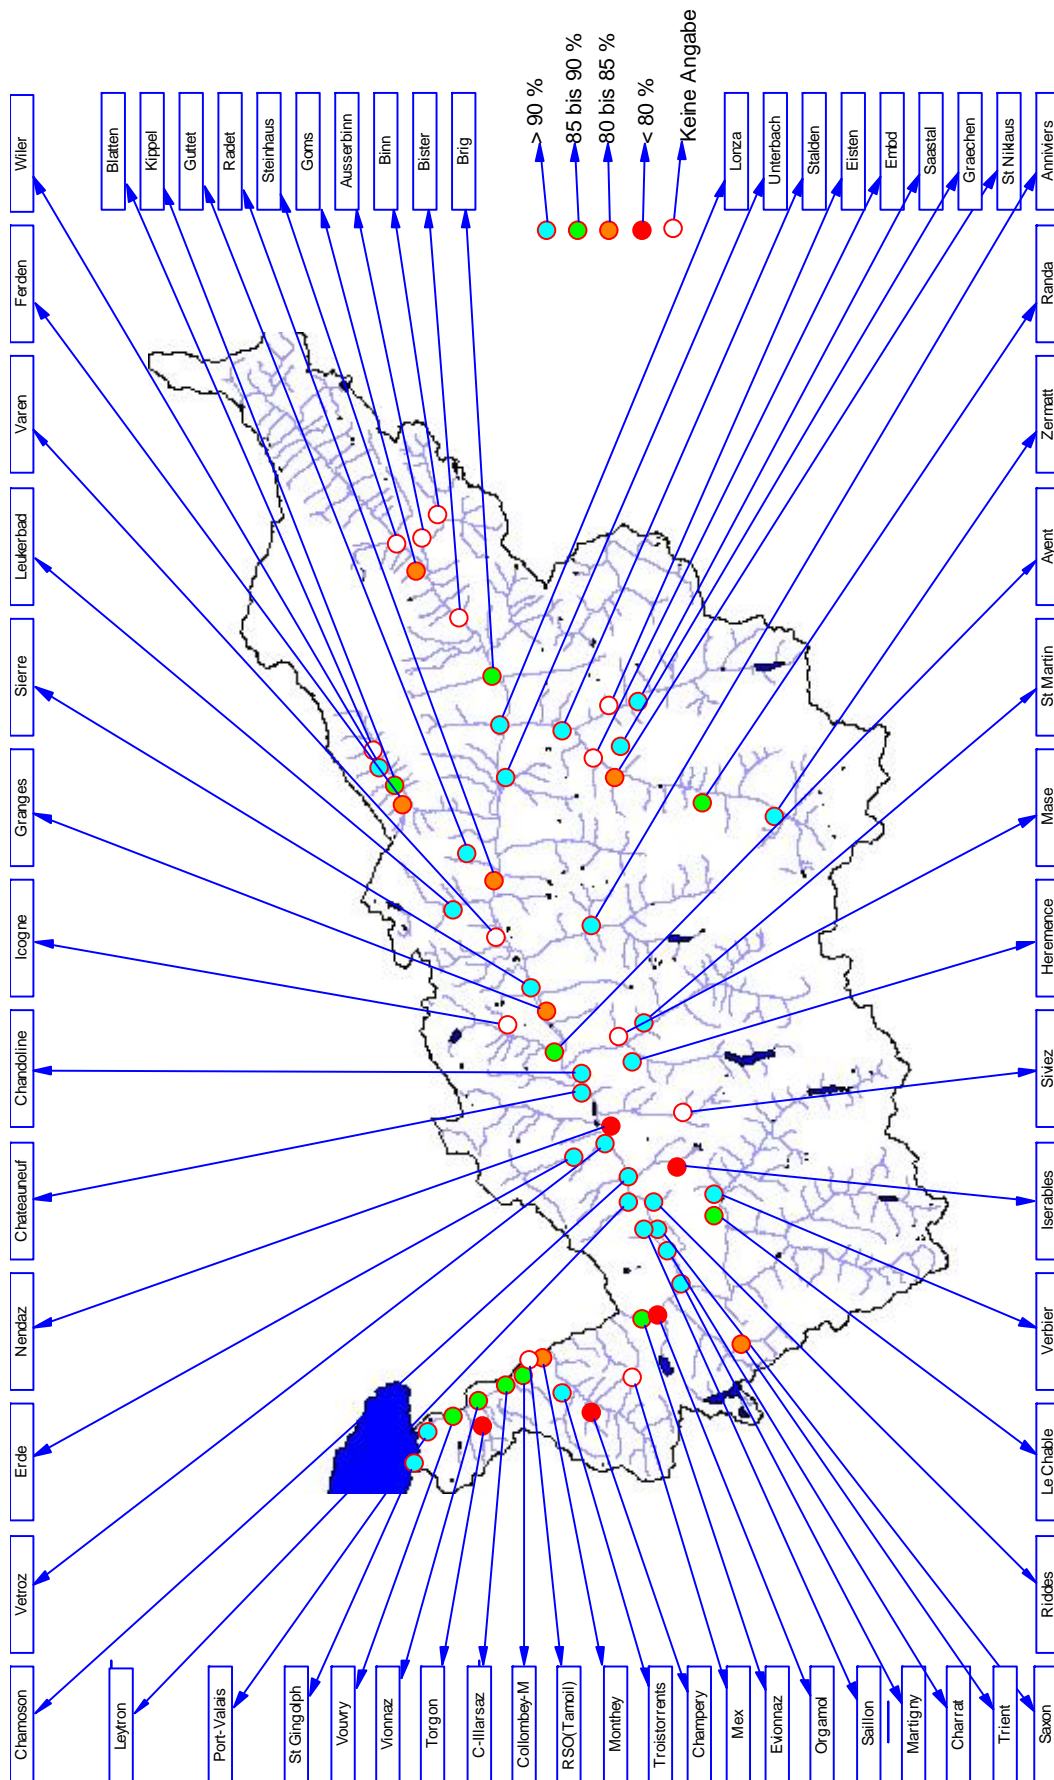 Chamoson
Vetroz
Erde
Nendaz
Chateauneuf
Chandoline
Icogne
Granges
Sierre
Leukerbad
Varen
Ferden
Wiler
Leytron
Port-Valais
St Gingolph
Vouvry
Vionnaz
Torgon
C-Illarsaz
Collombey-M
RSO(Tamoil)
Monthey
Troistorrents
Champery
Mex
Evionnaz
Orgamol
Saillon
Martigny
Charrat
Trient
Blatten
Kippel
Guttet
Radet
Steinhaus
Goms
Ausserbinn
Binn
Bister
Brig
> 90 %
85 bis 90 %
80 bis 85 %
< 80 %
Keine Angabe
Lonza
Unterbach
Stalden
Eisten
Embd
Saastal
Graechen
St Niklaus
Saxon
Riddes
Le Chable
Verbier
Iserables
Siviez
Heremence
Mase
St Martin
Avent
Zermatt
Randa
Anniviers